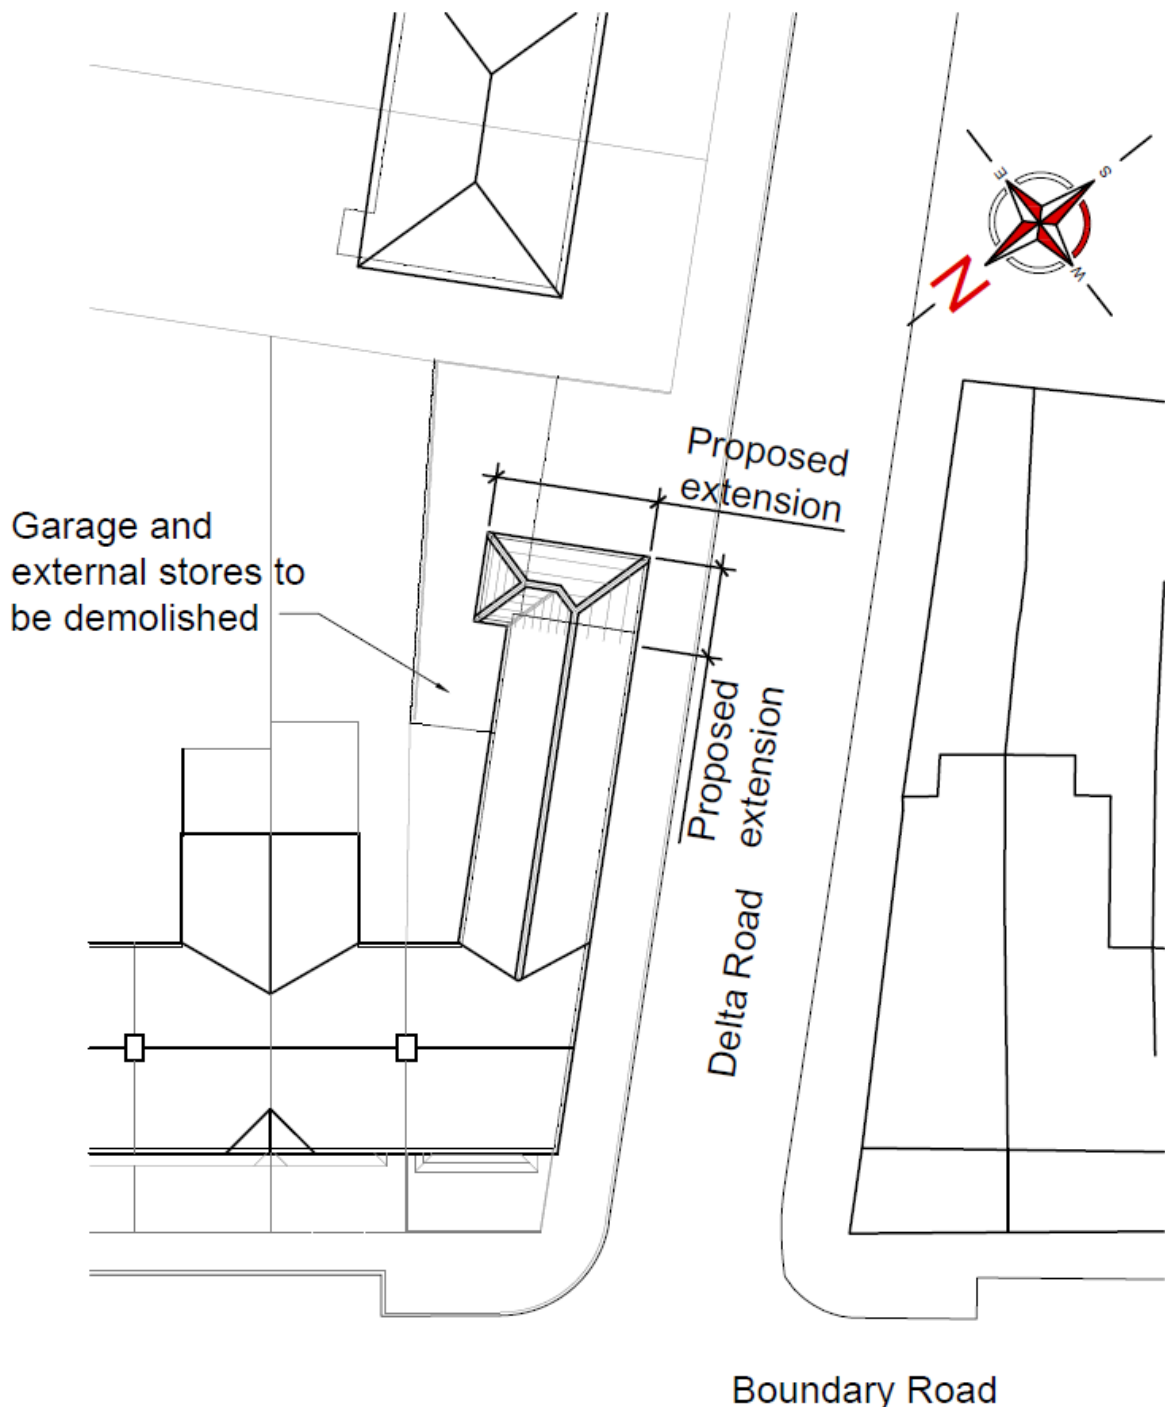 E
S
W
N
Proposed
extension
Garage and
external stores to
be demolished
Proposed
extension
Delta Road
Boundary Road